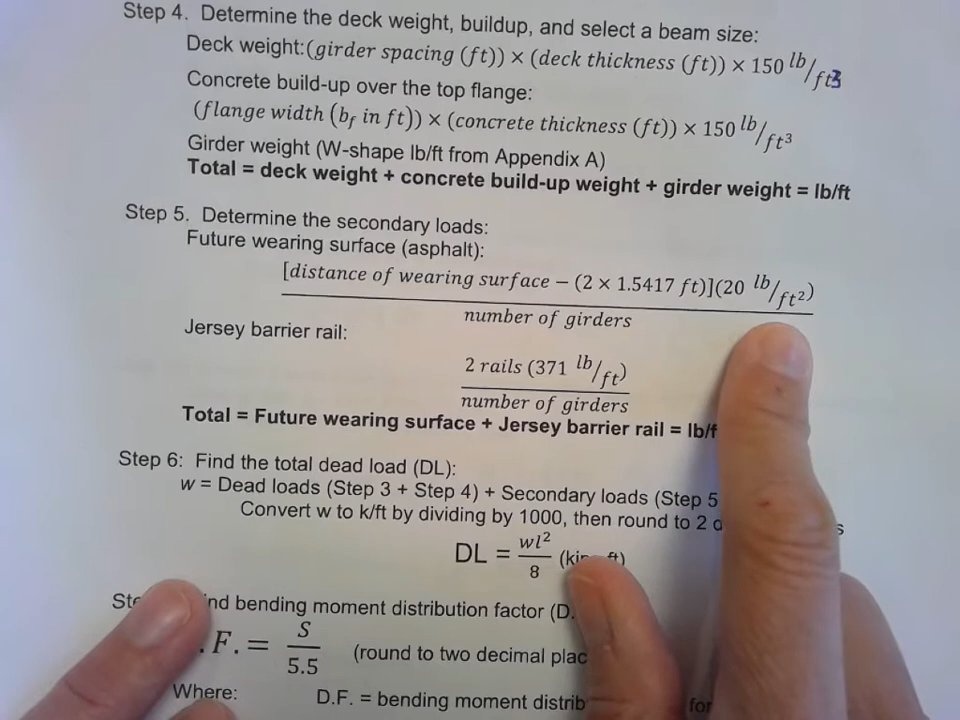 Step 4. Determine the deck weight, buildup, and select a beam size:
Deck weight:(girder spacing (ft)) × (deck thickness (ft)) × 150 lb/ft3
Concrete build-up over the top flange:
(flange width (bf in ft)) × (concrete thickness (ft)) × 150 lb/ft³
Girder weight (W-shape lb/ft from Appendix A)
Total = deck weight + concrete build-up weight + girder weight = lb/ft
Step 5. Determine the secondary loads:
Future wearing surface (asphalt):
[distance of wearing surface − (2 × 1.5417 ft)](20 lb/ft²)
number of girders
Jersey barrier rail:
2 rails (371 lb/ft)
number of girders
Total = Future wearing surface + Jersey barrier rail = lb/f
Step 6: Find the total dead load (DL):
w = Dead loads (Step 3 + Step 4) + Secondary loads (Step 5
Convert w to k/ft by dividing by 1000, then round to 2
DL = wl²/8 ft)
bending moment distribution factor (D.
.F. = S/5.5 (round to two decimal plac
Where: D.F. = bending moment distrib for